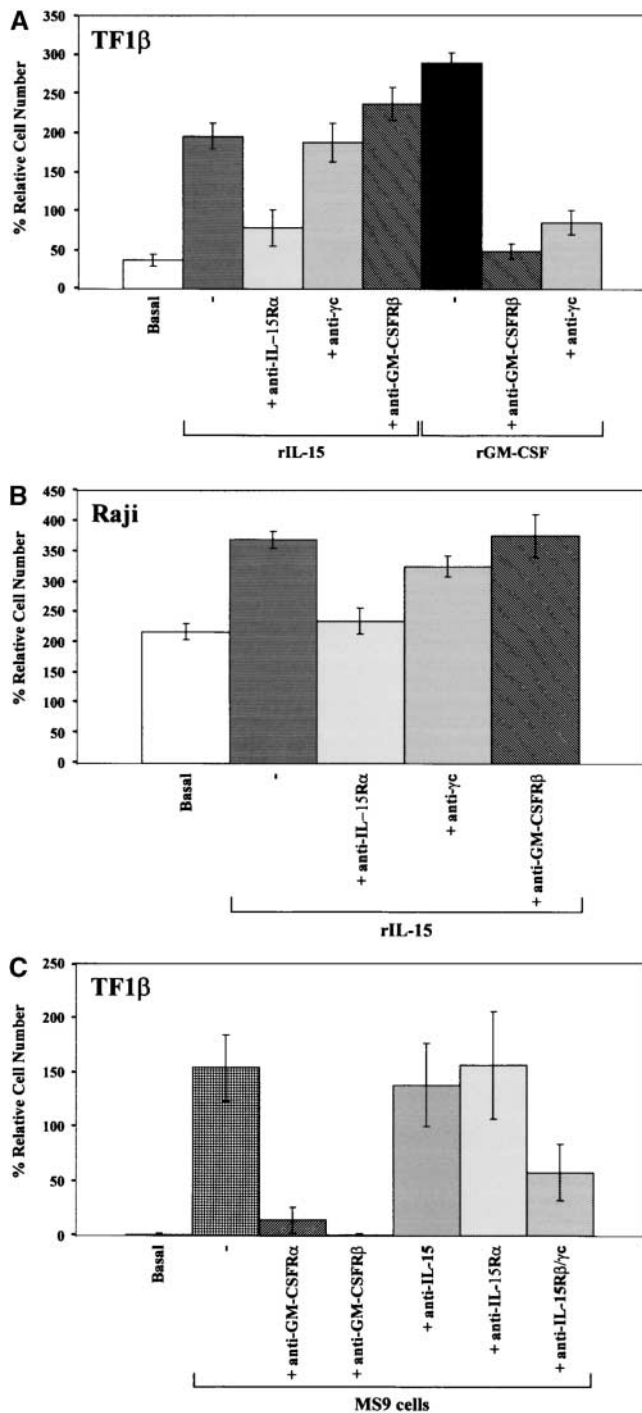 A
TF1β
% Relative Cell Number
350
300
250
200
150
100
50
0
Basal
-
+ anti-IL-15Rα
+ anti-γc
+ anti-GM-CSFRβ
-
+ anti-GM-CSFRβ
+ anti-γc
rIL-15
rGM-CSF
B
Raji
% Relative Cell Number
450
400
350
300
250
200
150
100
50
0
Basal
-
+ anti-IL-15Rα
+ anti-γc
+ anti-GM-CSFRβ
rIL-15
C
TF1β
% Relative Cell Number
250
200
150
100
50
0
Basal
-
+ anti-GM-CSFRα
+ anti-GM-CSFRβ
+ anti-IL-15
+ anti-IL-15Rα
+ anti-IL-15Rβ/γc
MS9 cells